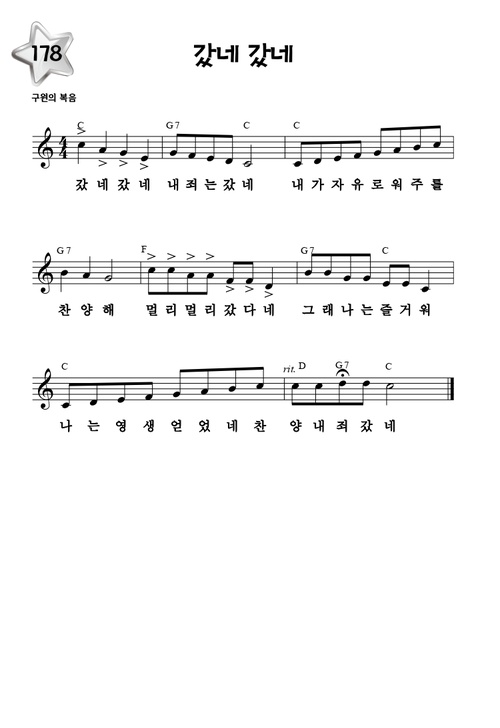 178
갔네 갔네
구원의 복음
C G7 C C
갔 네 갔 네 내 죄 는 갔 네 내 가 자 유 로 워 주 를
G7 F G7 C
찬 양 해 멀 리 멀 리 갔 다 네 그 래 나 는 즐 거 워
C rit. D G7 C
나 는 영 생 얻 었 네 찬 양 내 죄 갔 네